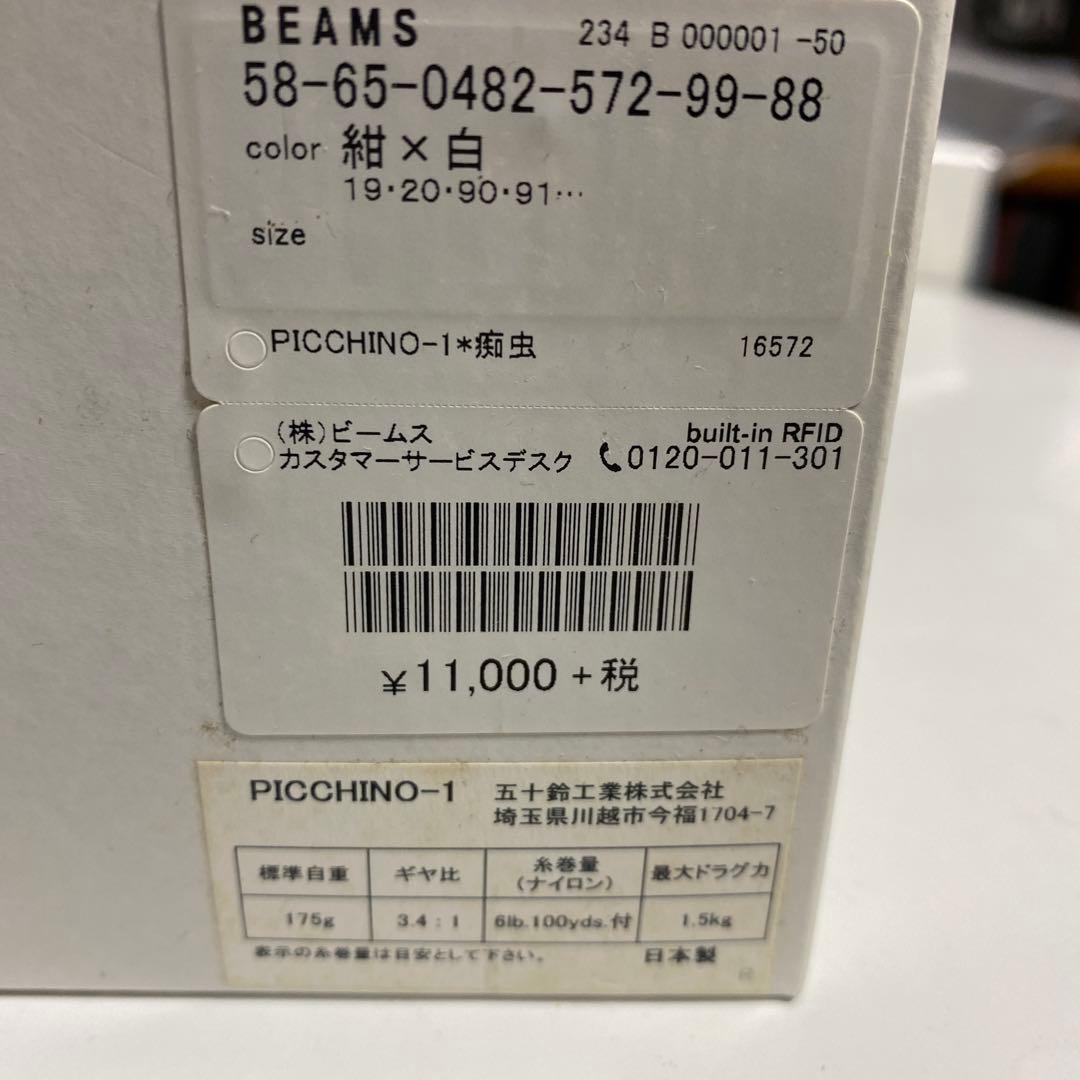 BEAMS 234 B 000001 -50
58-65-0482-572-99-88
color 紺×白
19・20・90・91…
size
PICCHINO-1*痴虫 16572
(株)ビームス built-in RFID
カスタマーサービスデスク 0120-011-301
¥11,000 +税
PICCHINO-1 五十鈴工業株式会社
埼玉県川越市今福1704-7
標準自重 ギヤ比 糸巻量(ナイロン) 最大ドラグ力
175g 3.4:1 6lb.100yds.付 1.5kg
表示の糸巻量は目安として下さい。 日本製